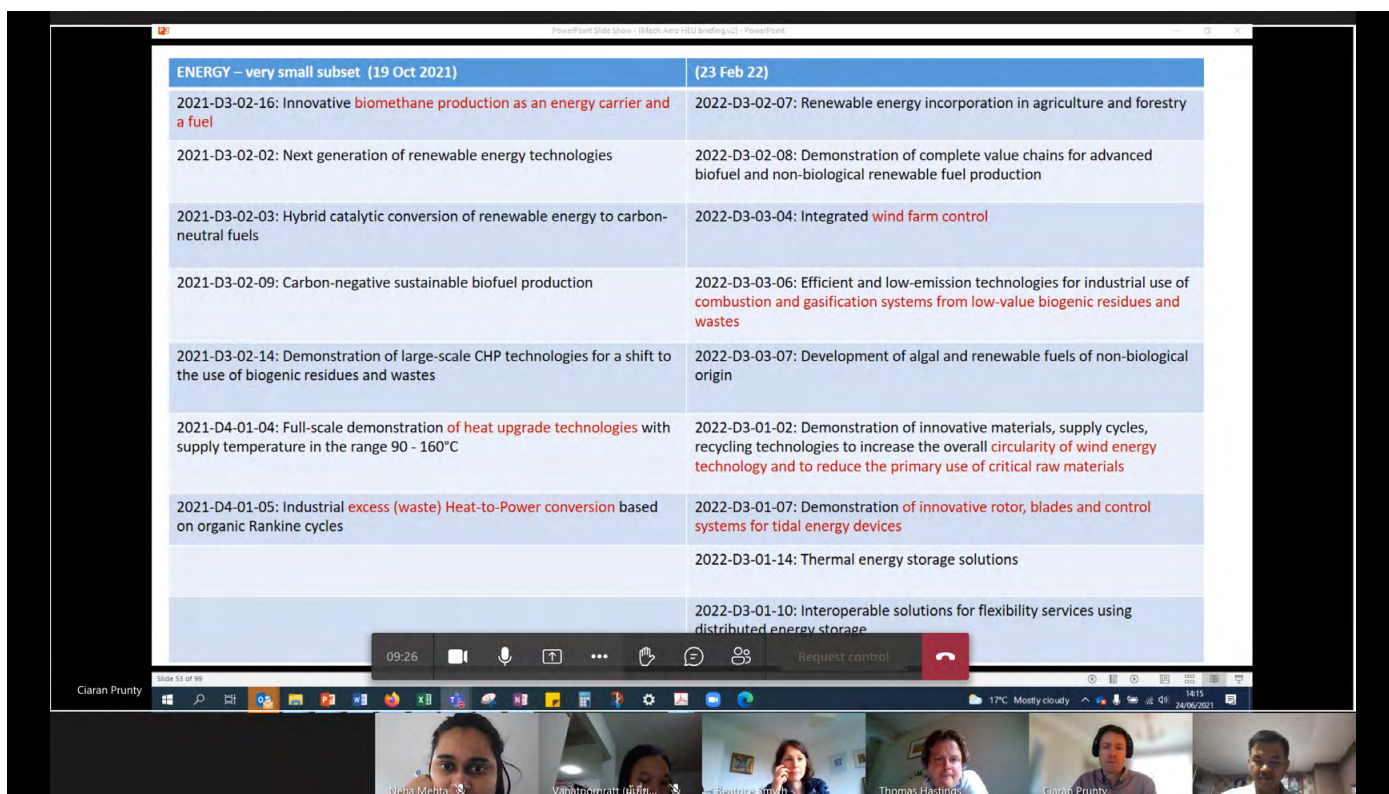 PowerPoint Slide Show - [Mech Aero HEU briefing.v2] - PowerPoint
ENERGY – very small subset (19 Oct 2021)
(23 Feb 22)
2021-D3-02-16: Innovative biomethane production as an energy carrier and
a fuel
2022-D3-02-07: Renewable energy incorporation in agriculture and forestry
2021-D3-02-02: Next generation of renewable energy technologies
2022-D3-02-08: Demonstration of complete value chains for advanced
biofuel and non-biological renewable fuel production
2021-D3-02-03: Hybrid catalytic conversion of renewable energy to carbon-
neutral fuels
2022-D3-03-04: Integrated wind farm control
2021-D3-02-09: Carbon-negative sustainable biofuel production
2022-D3-03-06: Efficient and low-emission technologies for industrial use of
combustion and gasification systems from low-value biogenic residues and
wastes
2021-D3-02-14: Demonstration of large-scale CHP technologies for a shift to
the use of biogenic residues and wastes
2022-D3-03-07: Development of algal and renewable fuels of non-biological
origin
2021-D4-01-04: Full-scale demonstration of heat upgrade technologies with
supply temperature in the range 90 - 160°C
2022-D3-01-02: Demonstration of innovative materials, supply cycles,
recycling technologies to increase the overall circularity of wind energy
technology and to reduce the primary use of critical raw materials
2021-D4-01-05: Industrial excess (waste) Heat-to-Power conversion based
on organic Rankine cycles
2022-D3-01-07: Demonstration of innovative rotor, blades and control
systems for tidal energy devices
2022-D3-01-14: Thermal energy storage solutions
2022-D3-01-10: Interoperable solutions for flexibility services using
distributed energy storage
09:26
Request control
Slide 53 of 99
Ciaran Prunty
17°C Mostly cloudy
14:15
24/06/2021
Neha Mehta
Vanatpornratt
Beatrice Smyth
Thomas Hastings
Ciaran Prunty